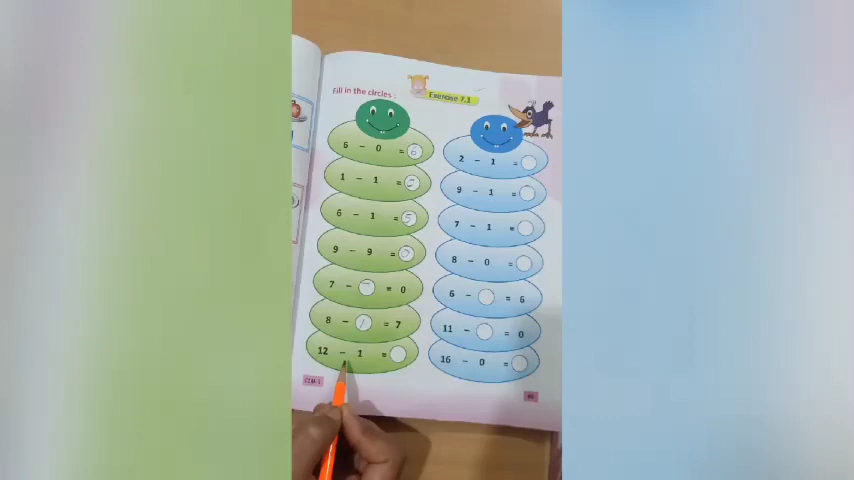 Exercise 7.1
Fill in the circles :
6 - 0 = 6
1 - 1 = 0
6 - 1 = 5
9 - 9 = 0
7 - 7 = 0
8 - 1 = 7
12 - 1 =
2 - 1 =
9 - 1 =
7 - 1 =
8 - 0 =
6 - = 6
11 - = 0
16 - 0 =